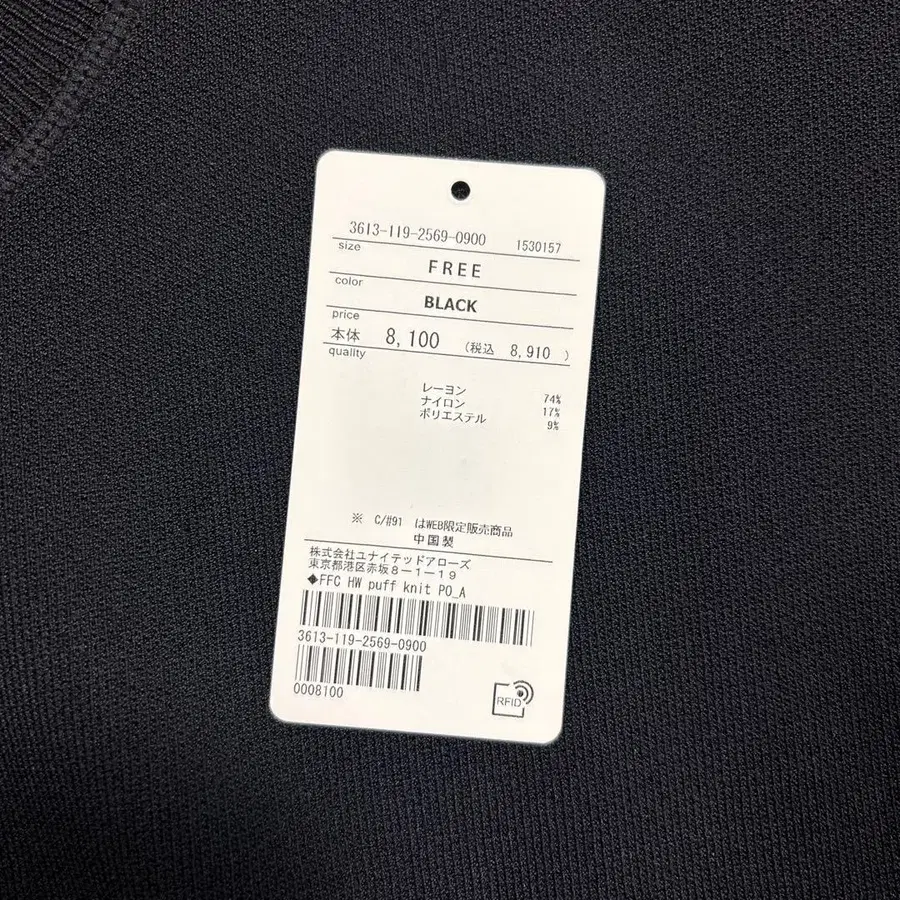 3613-119-2569-0900 1530157
size
FREE
color
BLACK
price
本体 8,100 (税込 8,910 )
quality
レーヨン 74%
ナイロン 17%
ポリエステル 9%
※ C/#91 はWEB限定販売商品
中国製
株式会社ユナイテッドアローズ
東京都港区赤坂8-1-19
◆FFC HW puff knit PO_A
3613-119-2569-0900
0008100
RFID